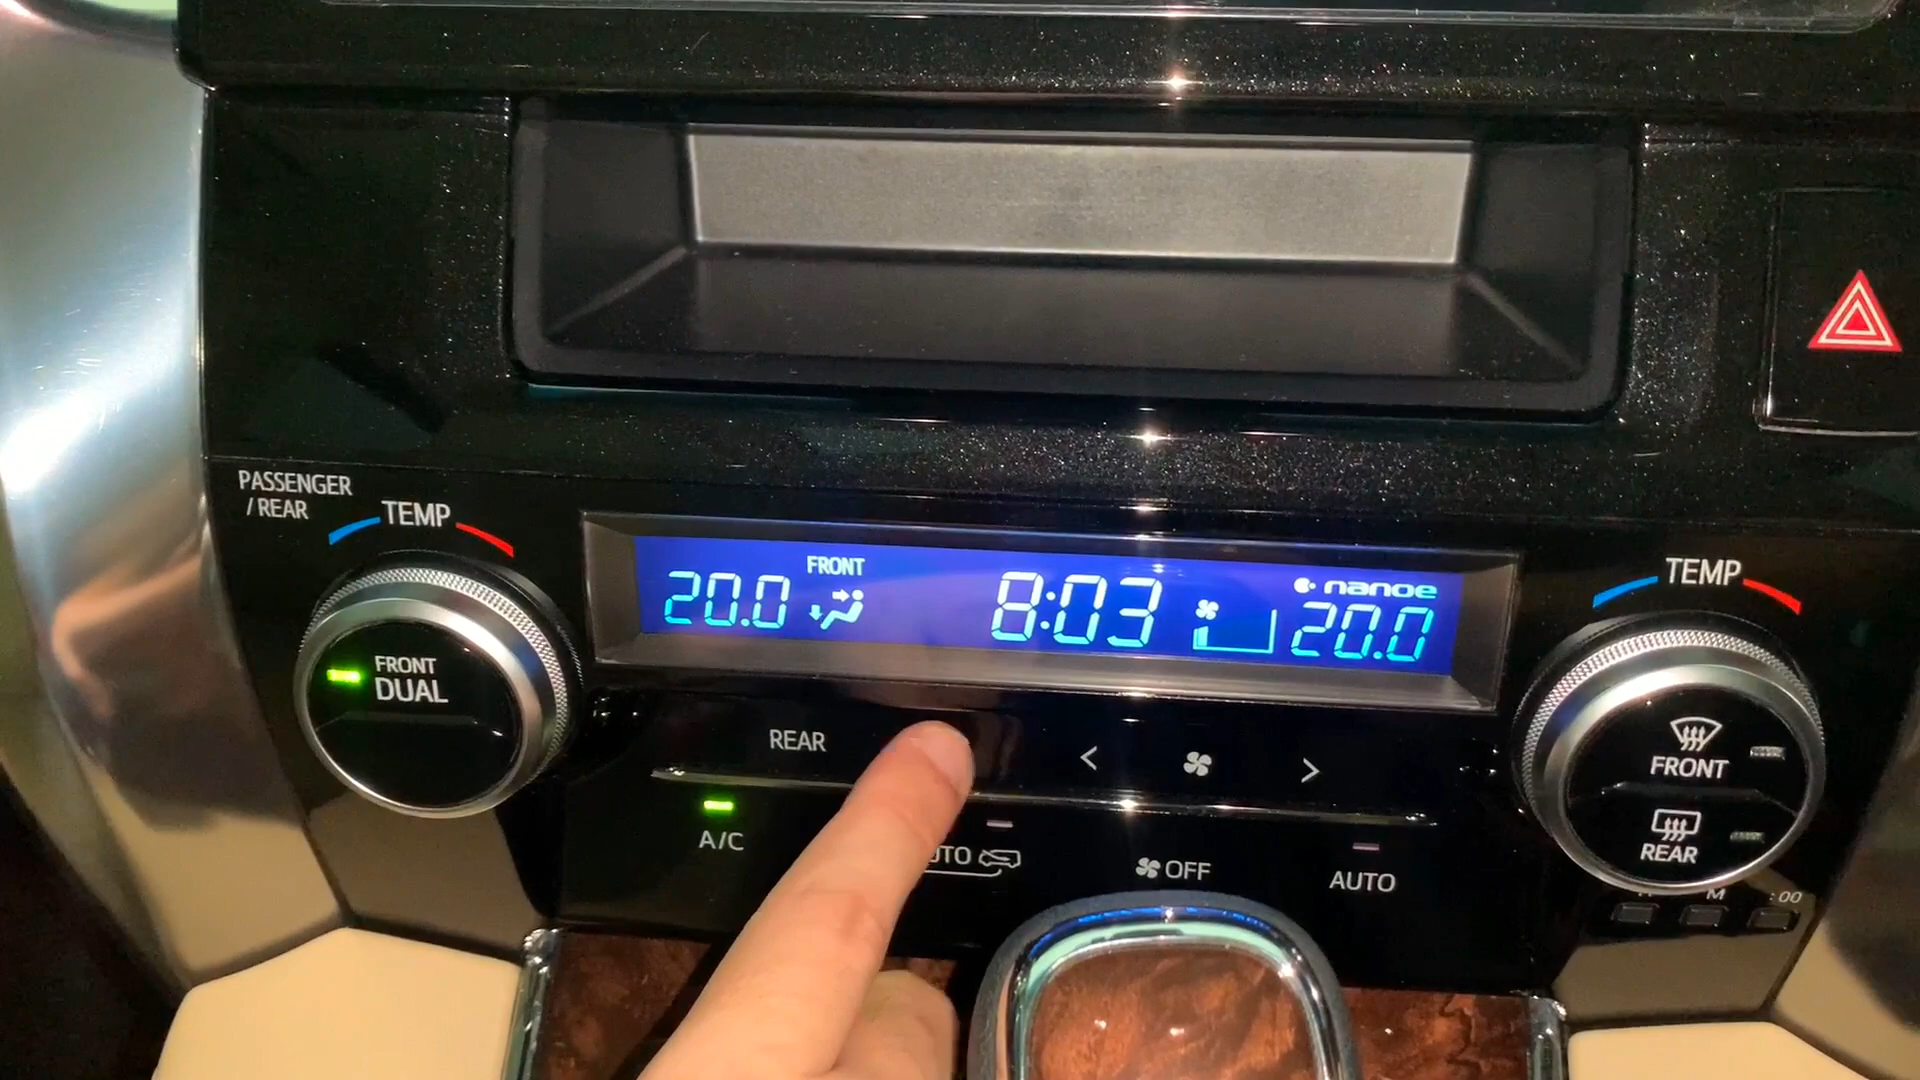 PASSENGER
/ REAR
TEMP
FRONT
DUAL
20.0
FRONT
8:03
nanoe
20.0
TEMP
FRONT
REAR
REAR
<
>
A/C
OFF
AUTO
M
:00